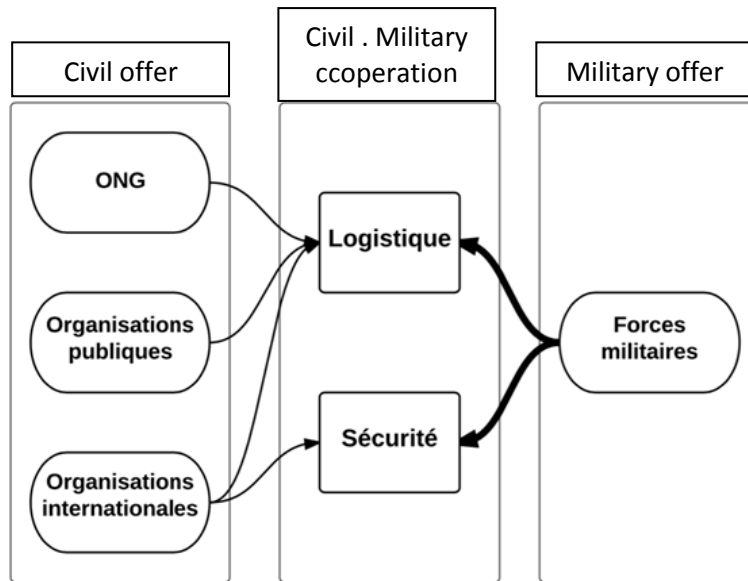 Civil offer
Civil . Military
ccoperation
Military offer
ONG
Organisations
publiques
Organisations
internationales
Logistique
Sécurité
Forces
militaires